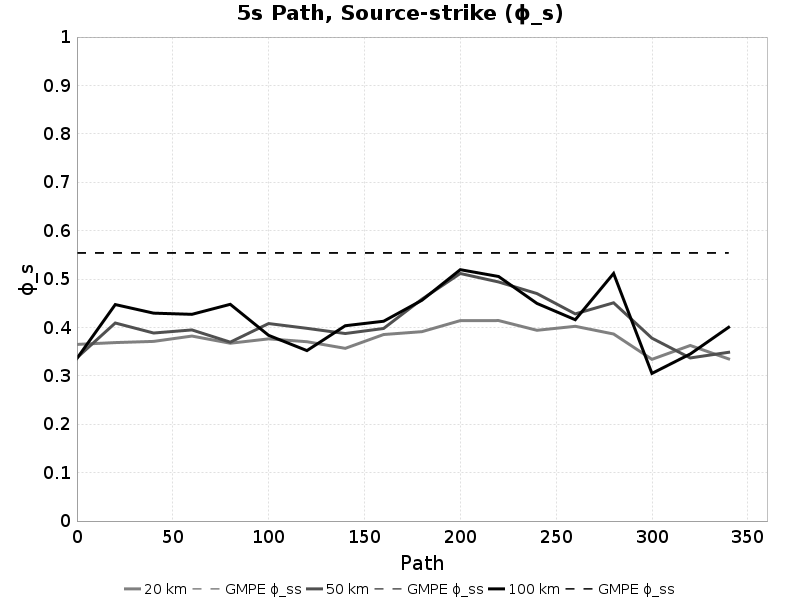 5s Path, Source-strike (ϕ_s)
1
0.9
0.8
0.7
0.6
0.5
0.4
0.3
0.2
0.1
0
ϕ_s
0 50 100 150 200 250 300 350
Path
20 km GMPE ϕ_ss 50 km GMPE ϕ_ss 100 km GMPE ϕ_ss